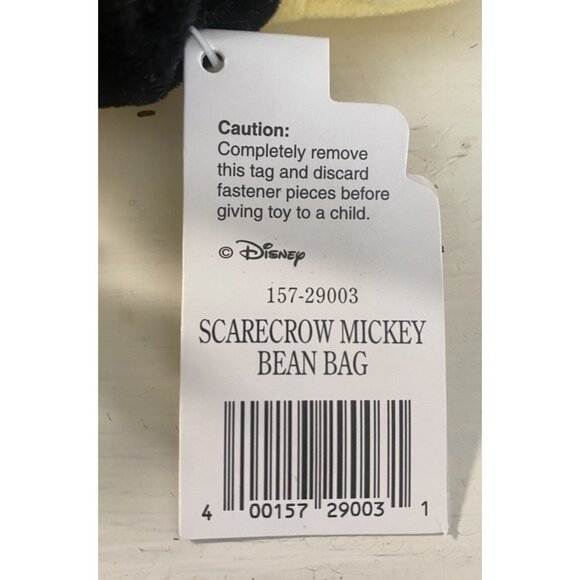 Caution:
Completely remove
this tag and discard
fastener pieces before
giving toy to a child.
© Disney
157-29003
SCARECROW MICKEY
BEAN BAG
4 00157 29003 1